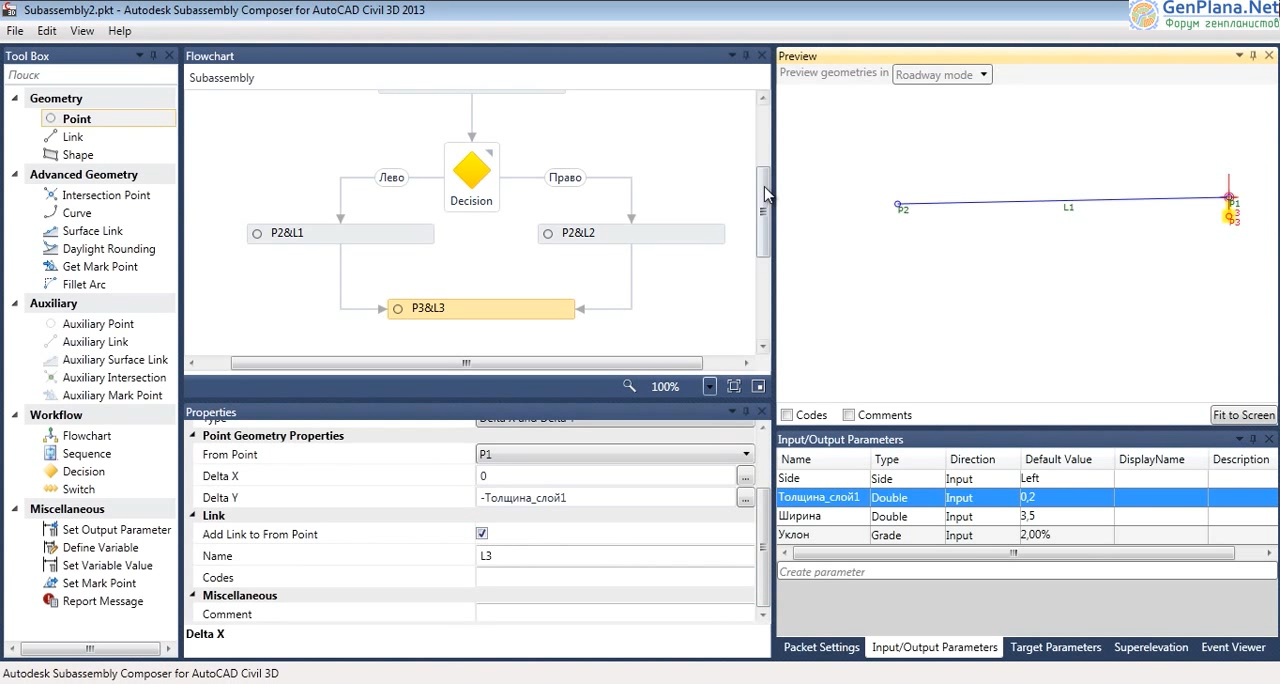 Subassembly2.pkt - Autodesk Subassembly Composer for AutoCAD Civil 3D 2013
GenPlana.Net
Форум генпланистов
File Edit View Help
Tool Box
Поиск
Geometry
Point
Link
Shape
Advanced Geometry
Intersection Point
Curve
Surface Link
Daylight Rounding
Get Mark Point
Fillet Arc
Auxiliary
Auxiliary Point
Auxiliary Link
Auxiliary Surface Link
Auxiliary Intersection
Auxiliary Mark Point
Workflow
Flowchart
Sequence
Decision
Switch
Miscellaneous
Set Output Parameter
Define Variable
Set Variable Value
Set Mark Point
Report Message
Flowchart
Subassembly
Лево
Decision
Право
P2&L1
P2&L2
P3&L3
100%
Properties
Type Delta X and Delta Y
Point Geometry Properties
From Point P1
Delta X 0 ...
Delta Y -Толщина_слой1 ...
Link
Add Link to From Point
Name L3
Codes
Miscellaneous
Comment
Delta X
Preview
Preview geometries in Roadway mode
P2
L1
P1
P3
Codes Comments Fit to Screen
Input/Output Parameters
Name Type Direction Default Value DisplayName Description
Side Side Input Left
Толщина_слой1 Double Input 0,2
Ширина Double Input 3,5
Уклон Grade Input 2,00%
Create parameter
Packet Settings Input/Output Parameters Target Parameters Superelevation Event Viewer
Autodesk Subassembly Composer for AutoCAD Civil 3D